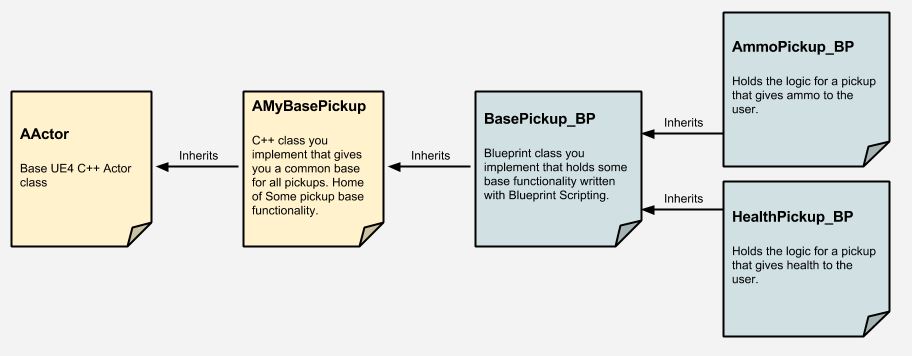 AActor
Base UE4 C++ Actor
class
Inherits
AMyBasePickup
C++ class you
implement that gives
you a common base
for all pickups. Home
of Some pickup base
functionality.
Inherits
BasePickup_BP
Blueprint class you
implement that holds some
base functionality written
with Blueprint Scripting.
Inherits
AmmoPickup_BP
Holds the logic for a pickup
that gives ammo to the
user.
Inherits
HealthPickup_BP
Holds the logic for a pickup
that gives health to the
user.